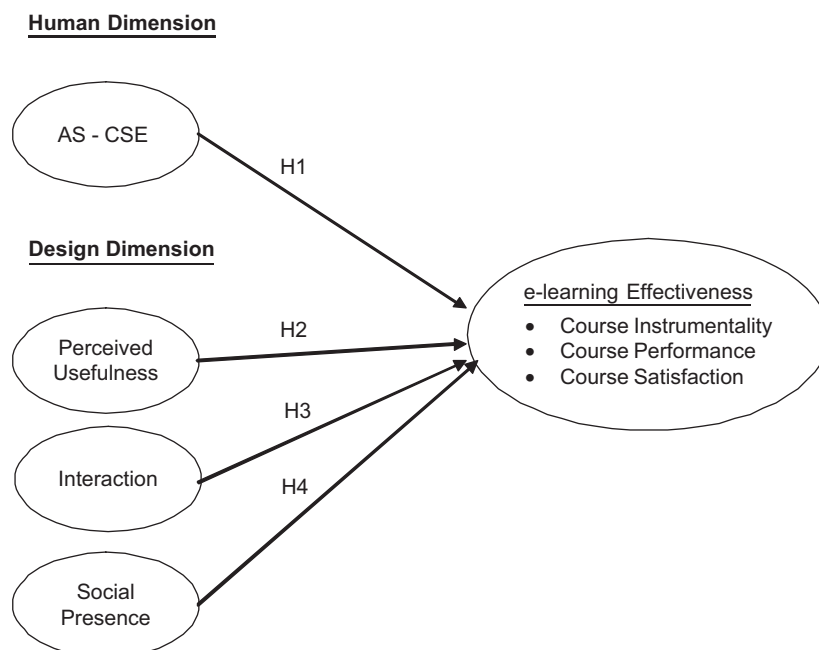 Human Dimension
AS - CSE
H1
Design Dimension
e-learning Effectiveness
• Course Instrumentality
• Course Performance
• Course Satisfaction
Perceived
Usefulness
H2
H3
Interaction
H4
Social
Presence